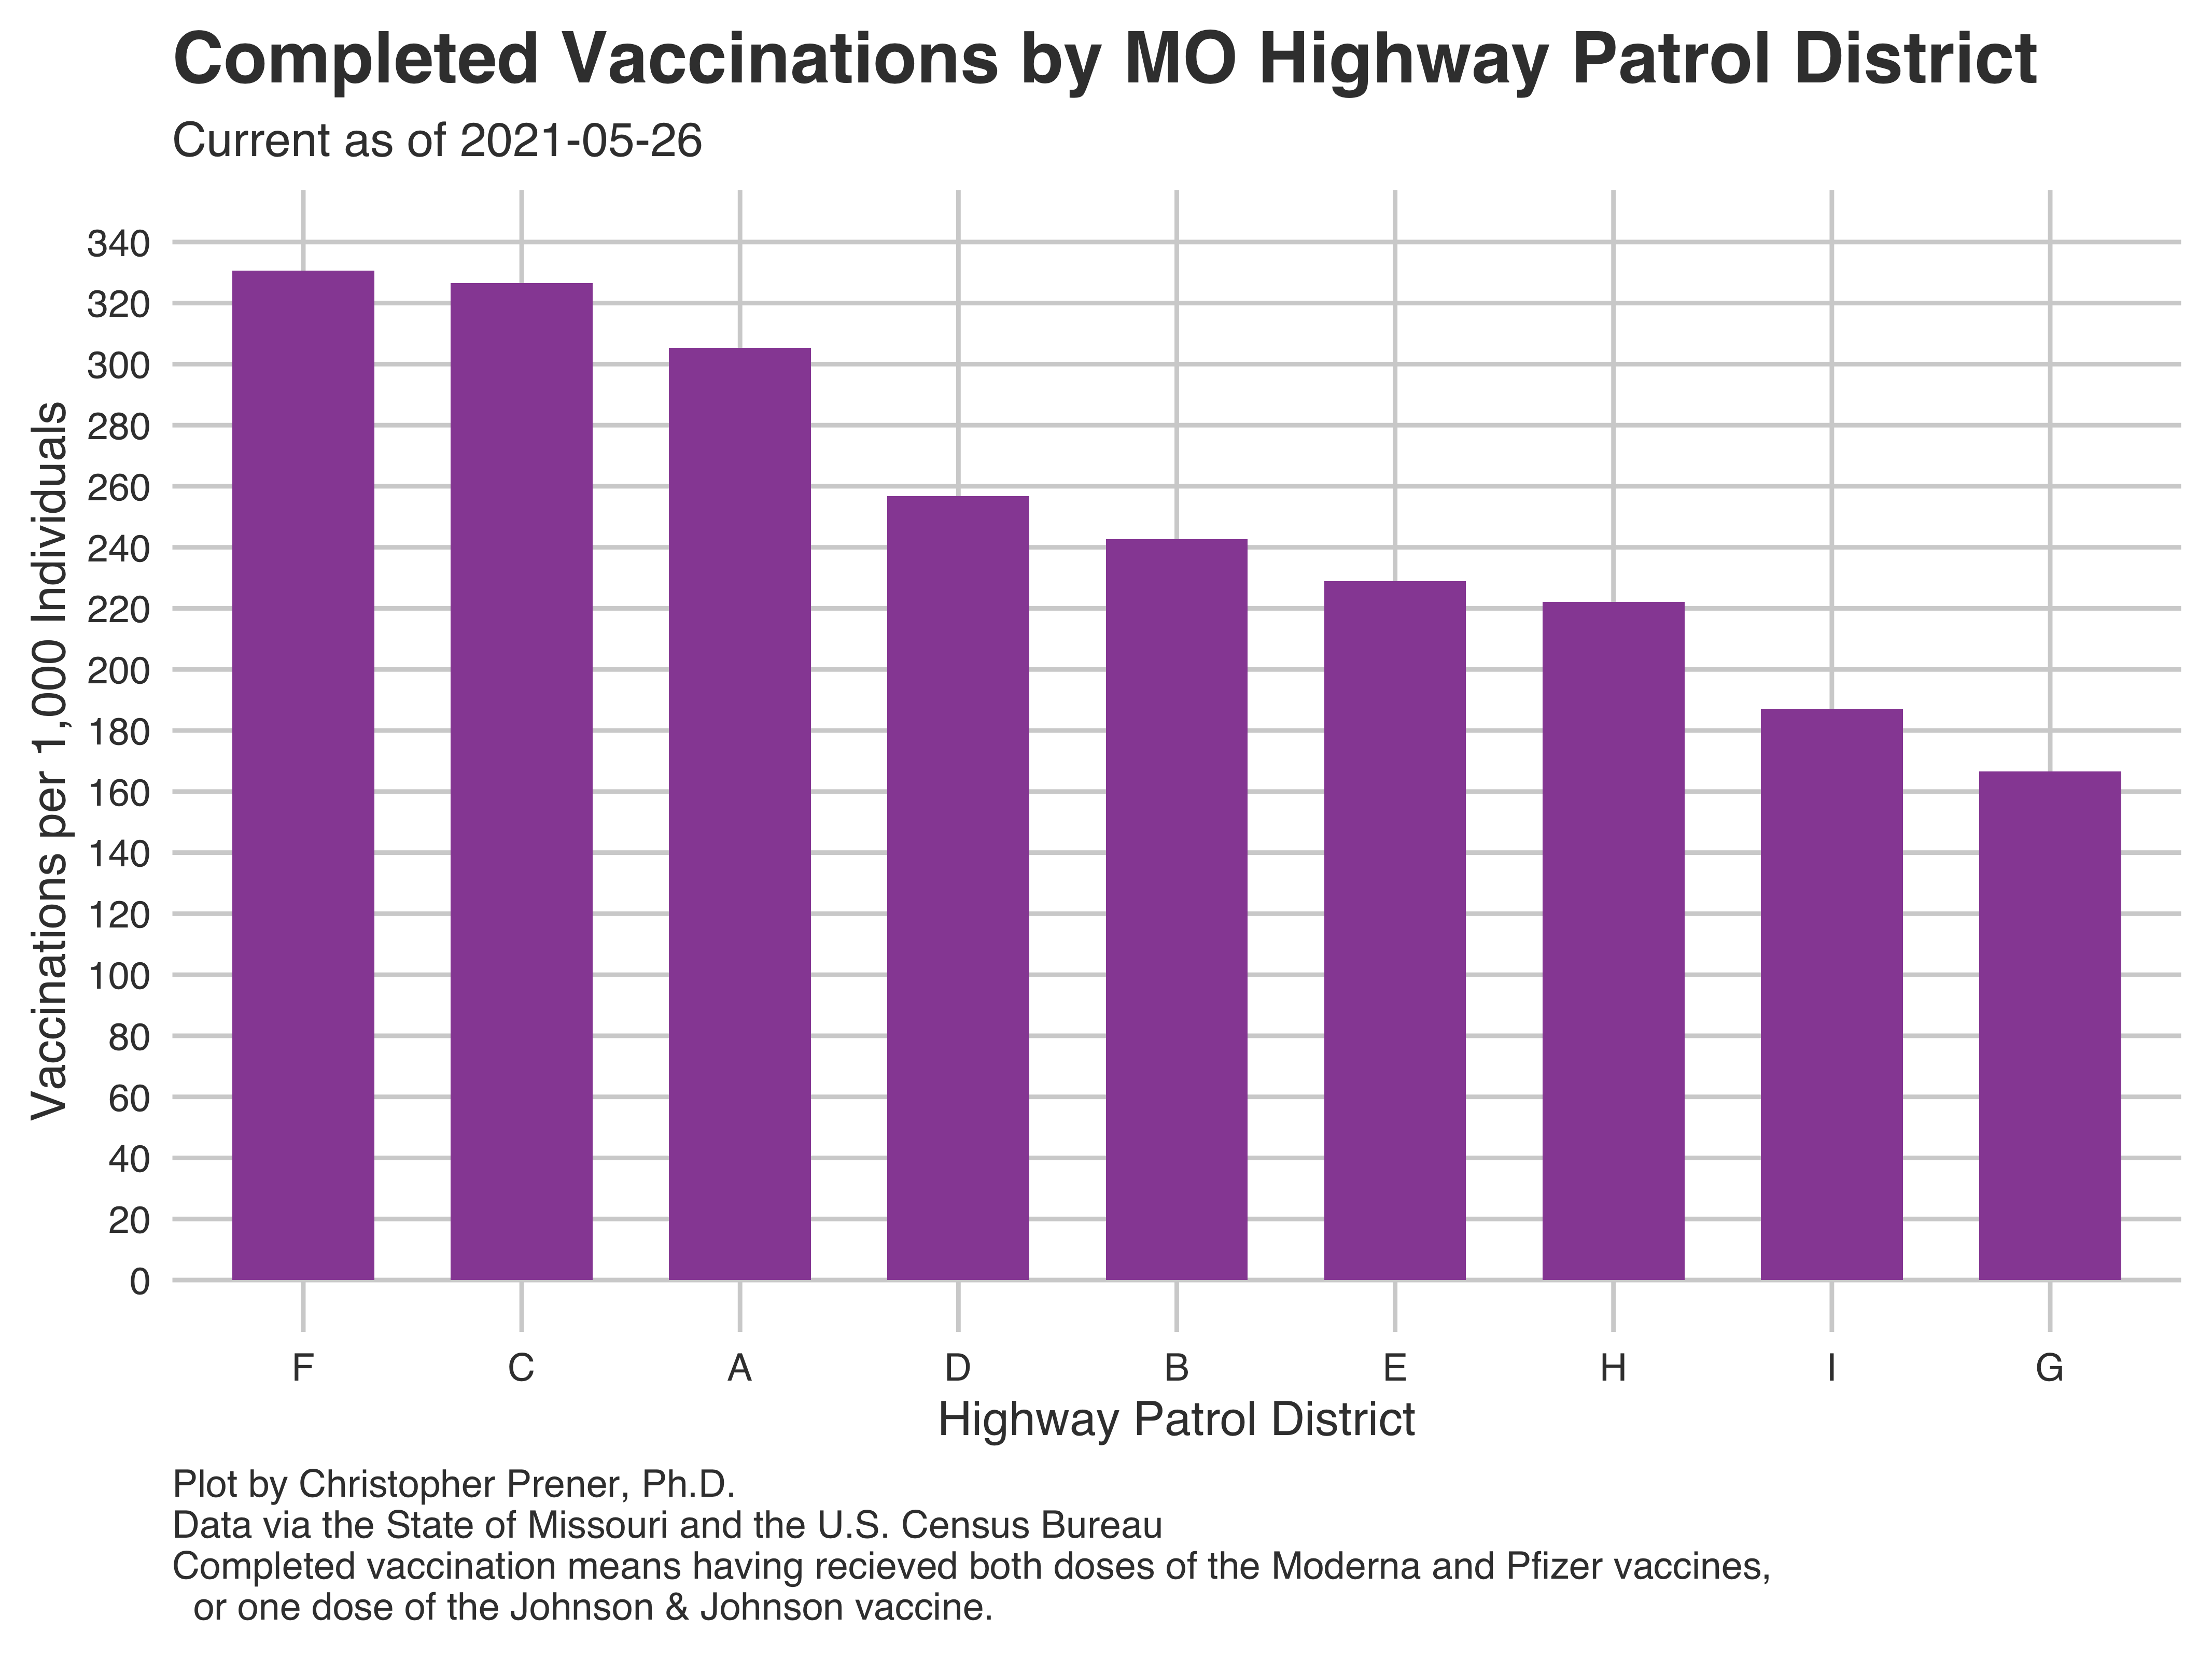 Completed Vaccinations by MO Highway Patrol District
Current as of 2021-05-26
Vaccinations per 1,000 Individuals
340
320
300
280
260
240
220
200
180
160
140
120
100
80
60
40
20
0
F C A D B E H I G
Highway Patrol District
Plot by Christopher Prener, Ph.D.
Data via the State of Missouri and the U.S. Census Bureau
Completed vaccination means having recieved both doses of the Moderna and Pfizer vaccines,
or one dose of the Johnson & Johnson vaccine.